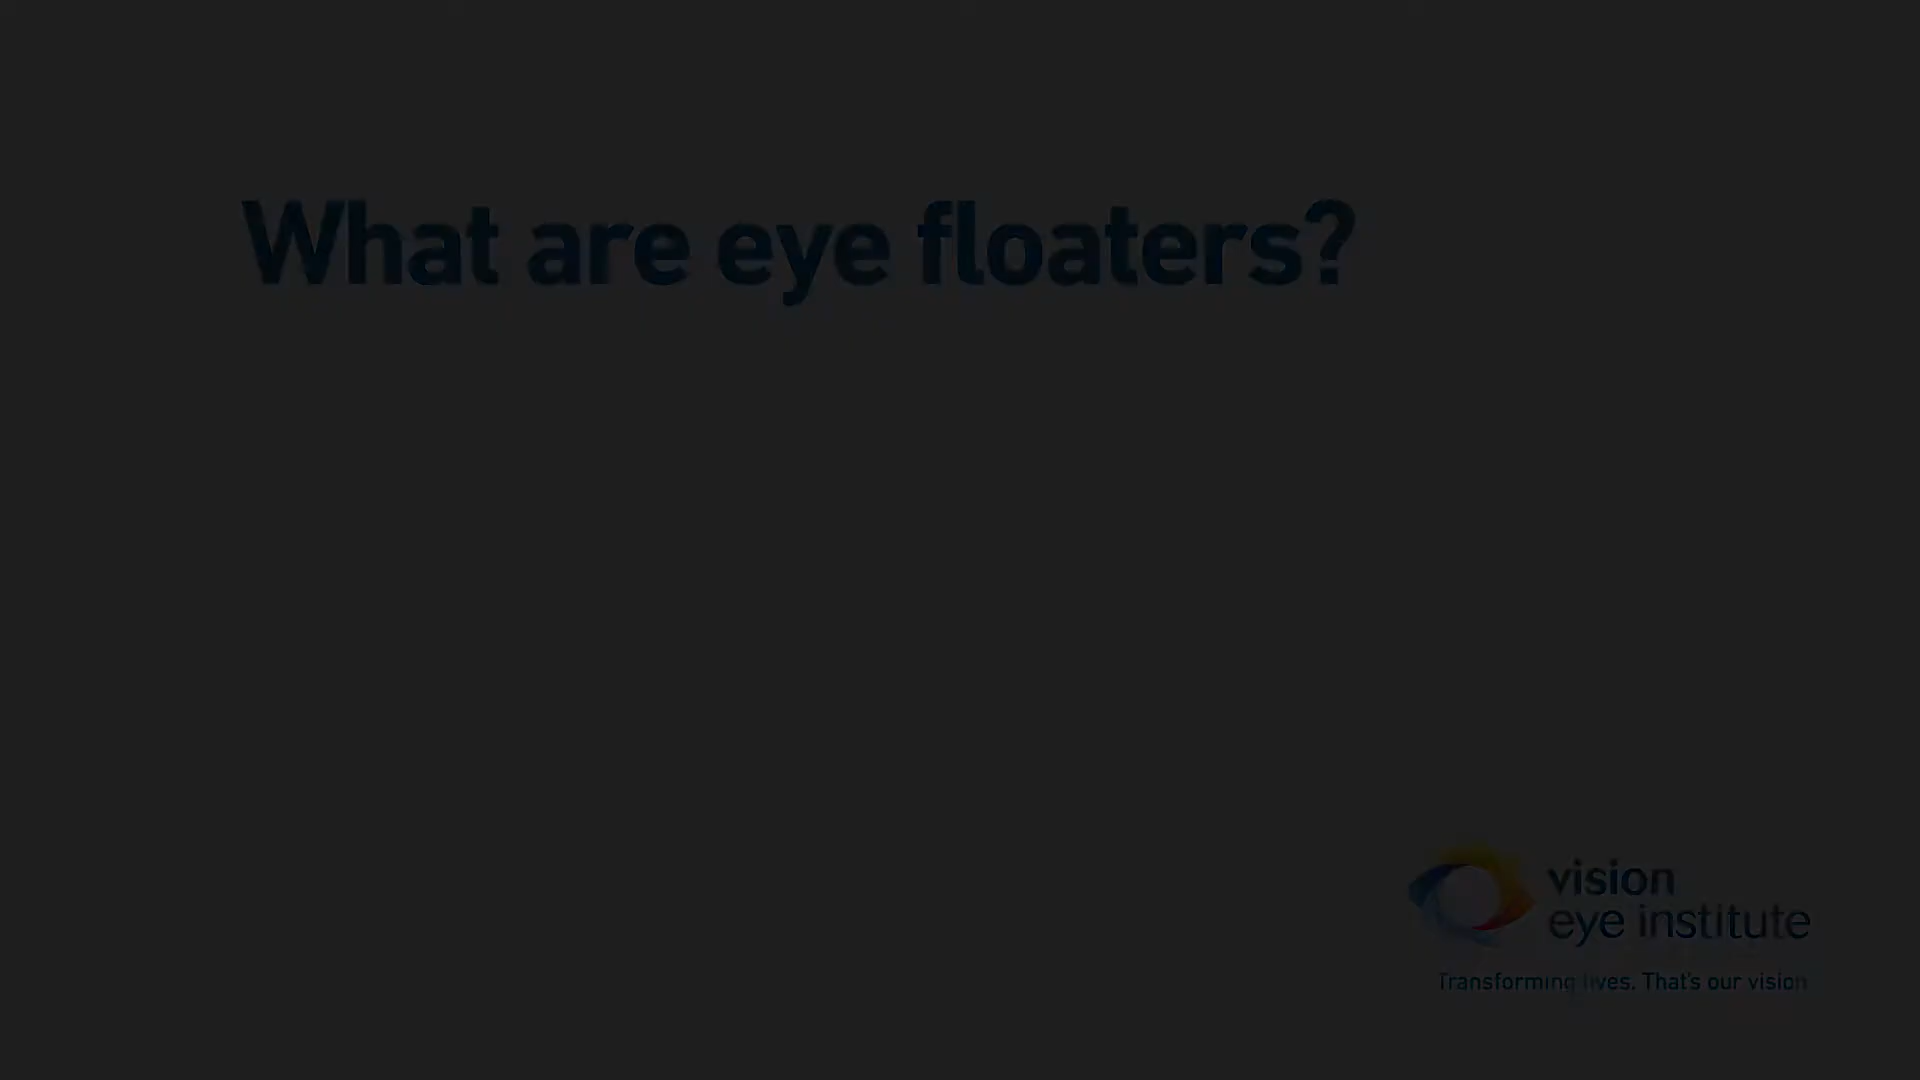 What are eye floaters?
vision
eye institute
Transforming lives. That's our vision